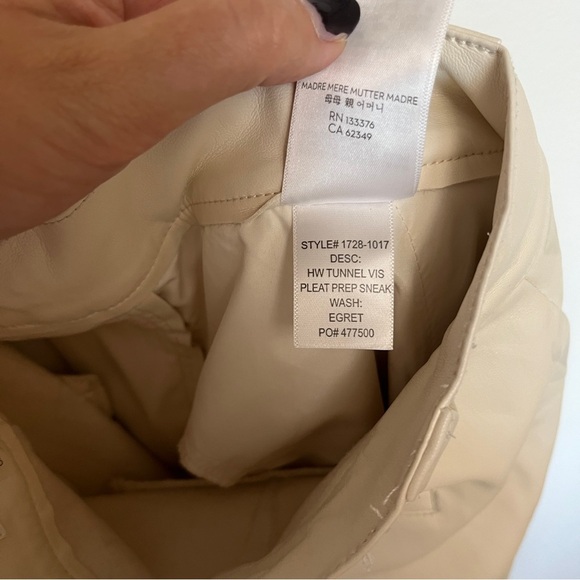 MADRE MERE MUTTER MADRE
母母 親 어머니
RN 133376
CA 62349
STYLE# 1728-1017
DESC:
HW TUNNEL VIS
PLEAT PREP SNEAK
WASH:
EGRET
PO# 477500